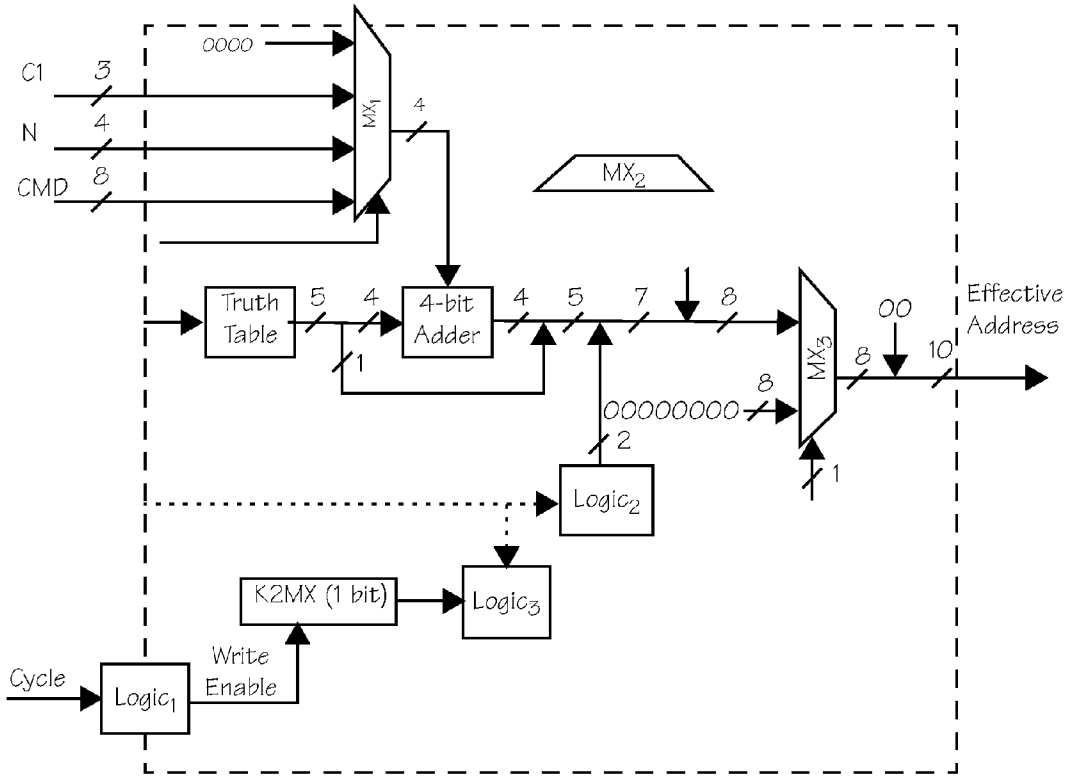 0000
C1
3
N
4
CMD
8
MX1
4
MX2
Truth
Table
5
4
1
4-bit
Adder
4
5
7
1
8
00000000
8
MX3
1
8
00
10
Effective
Address
2
Logic2
K2MX (1 bit)
Logic3
Write
Enable
Cycle
Logic1